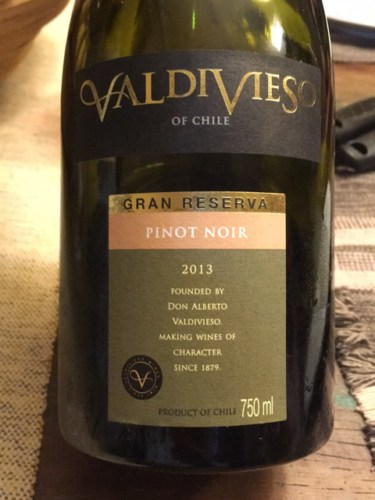 VALDIVIESO
OF CHILE
GRAN RESERVA
PINOT NOIR
2013
FOUNDED BY
DON ALBERTO
VALDIVIESO.
MAKING WINES OF
CHARACTER
SINCE 1879.
V
PRODUCT OF CHILE 750 ml